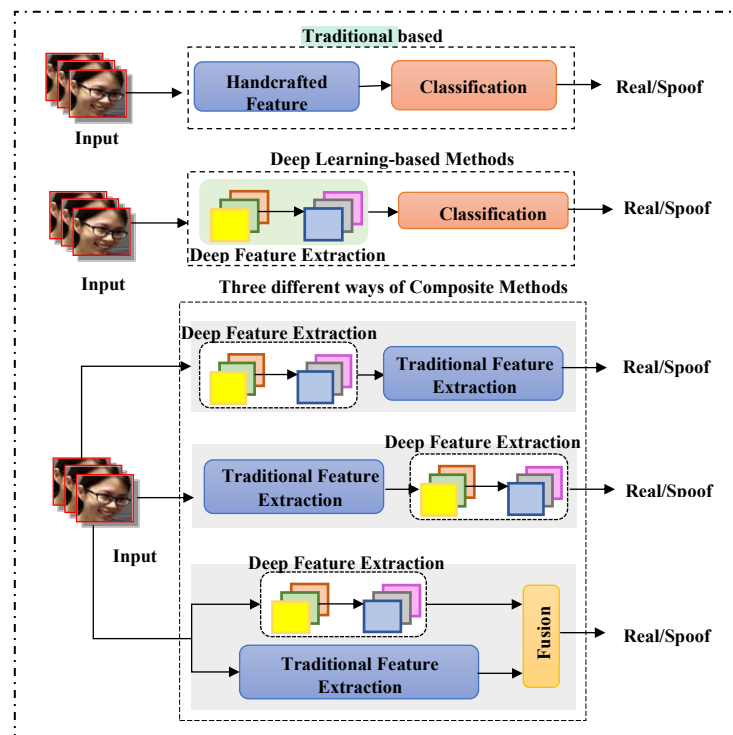 Traditional based
Handcrafted
Feature
Classification
Real/Spoof
Input
Deep Learning-based Methods
Deep Feature Extraction
Classification
Real/Spoof
Input
Three different ways of Composite Methods
Deep Feature Extraction
Traditional Feature
Extraction
Real/Spoof
Deep Feature Extraction
Traditional Feature
Extraction
Real/Spoof
Input
Deep Feature Extraction
Traditional Feature
Extraction
Fusion
Real/Spoof